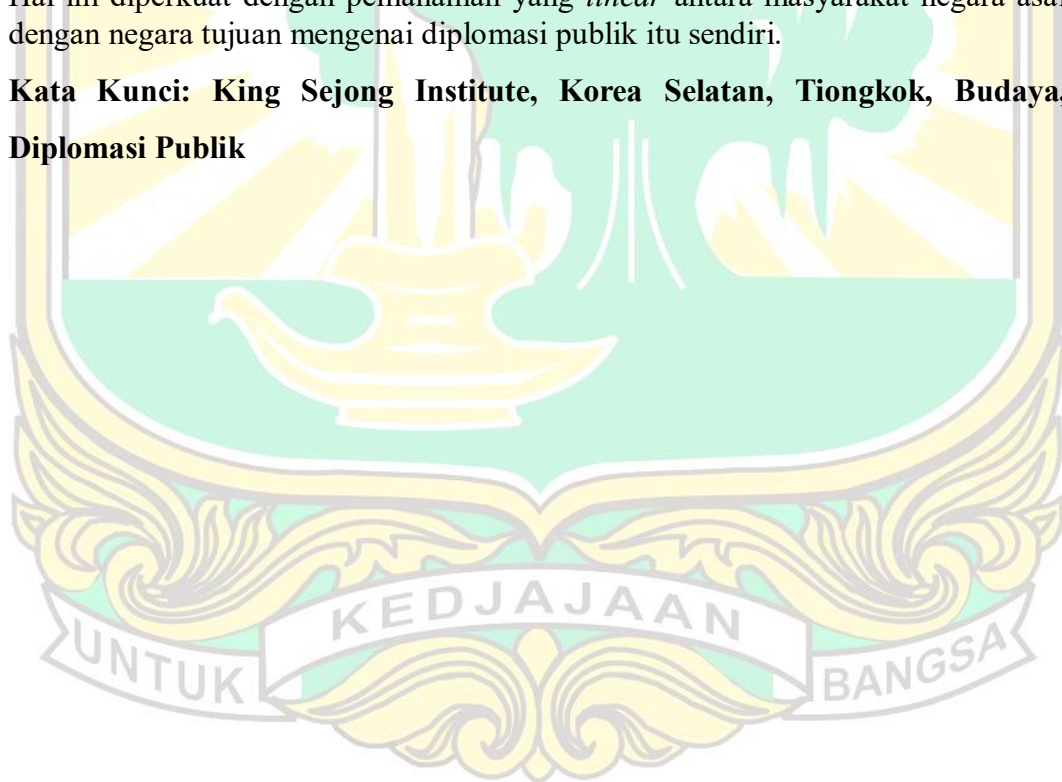 Hal ini diperkuat dengan pemahaman yang linear antara masyarakat negara asal
dengan negara tujuan mengenai diplomasi publik itu sendiri.
Kata Kunci: King Sejong Institute, Korea Selatan, Tiongkok, Budaya,
Diplomasi Publik
UNTUK KEDJAJAAN BANGSA